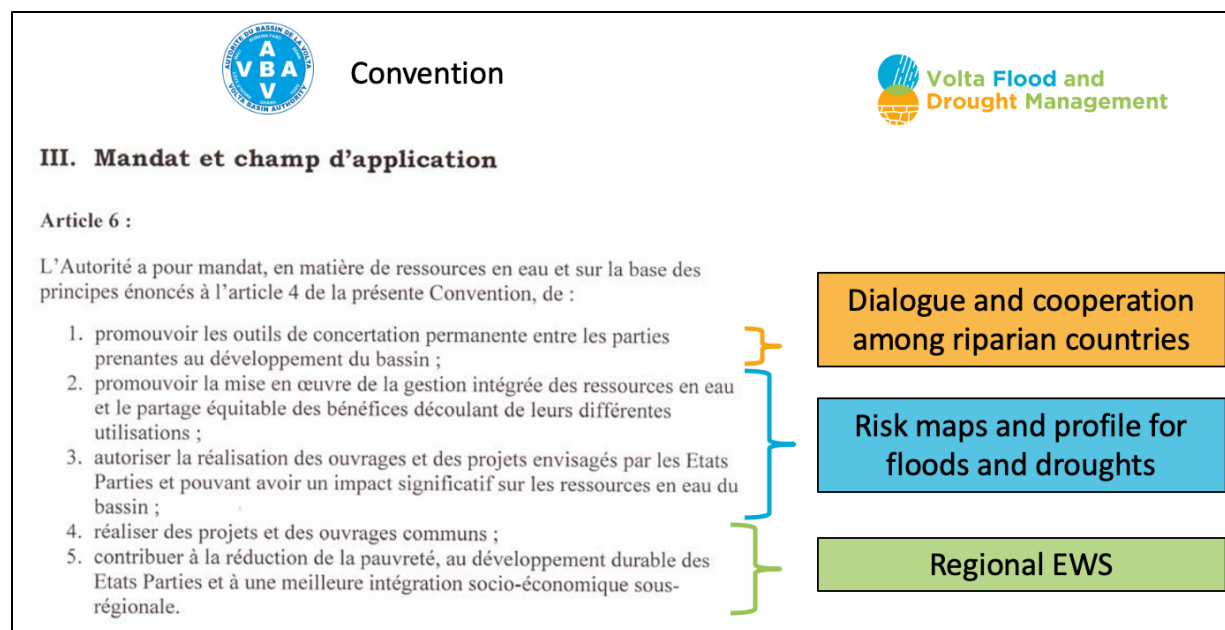 AUTORITE DU BASSIN DE LA VOLTA
A
V B A
V
VOLTA BASIN AUTHORITY
Convention
Volta Flood and
Drought Management
III. Mandat et champ d'application
Article 6 :
L'Autorité a pour mandat, en matière de ressources en eau et sur la base des
principes énoncés à l'article 4 de la présente Convention, de :
1. promouvoir les outils de concertation permanente entre les parties
prenantes au développement du bassin ;
2. promouvoir la mise en œuvre de la gestion intégrée des ressources en eau
et le partage équitable des bénéfices découlant de leurs différentes
utilisations ;
3. autoriser la réalisation des ouvrages et des projets envisagés par les Etats
Parties et pouvant avoir un impact significatif sur les ressources en eau du
bassin ;
4. réaliser des projets et des ouvrages communs ;
5. contribuer à la réduction de la pauvreté, au développement durable des
Etats Parties et à une meilleure intégration socio-économique sous-
régionale.
Dialogue and cooperation
among riparian countries
Risk maps and profile for
floods and droughts
Regional EWS